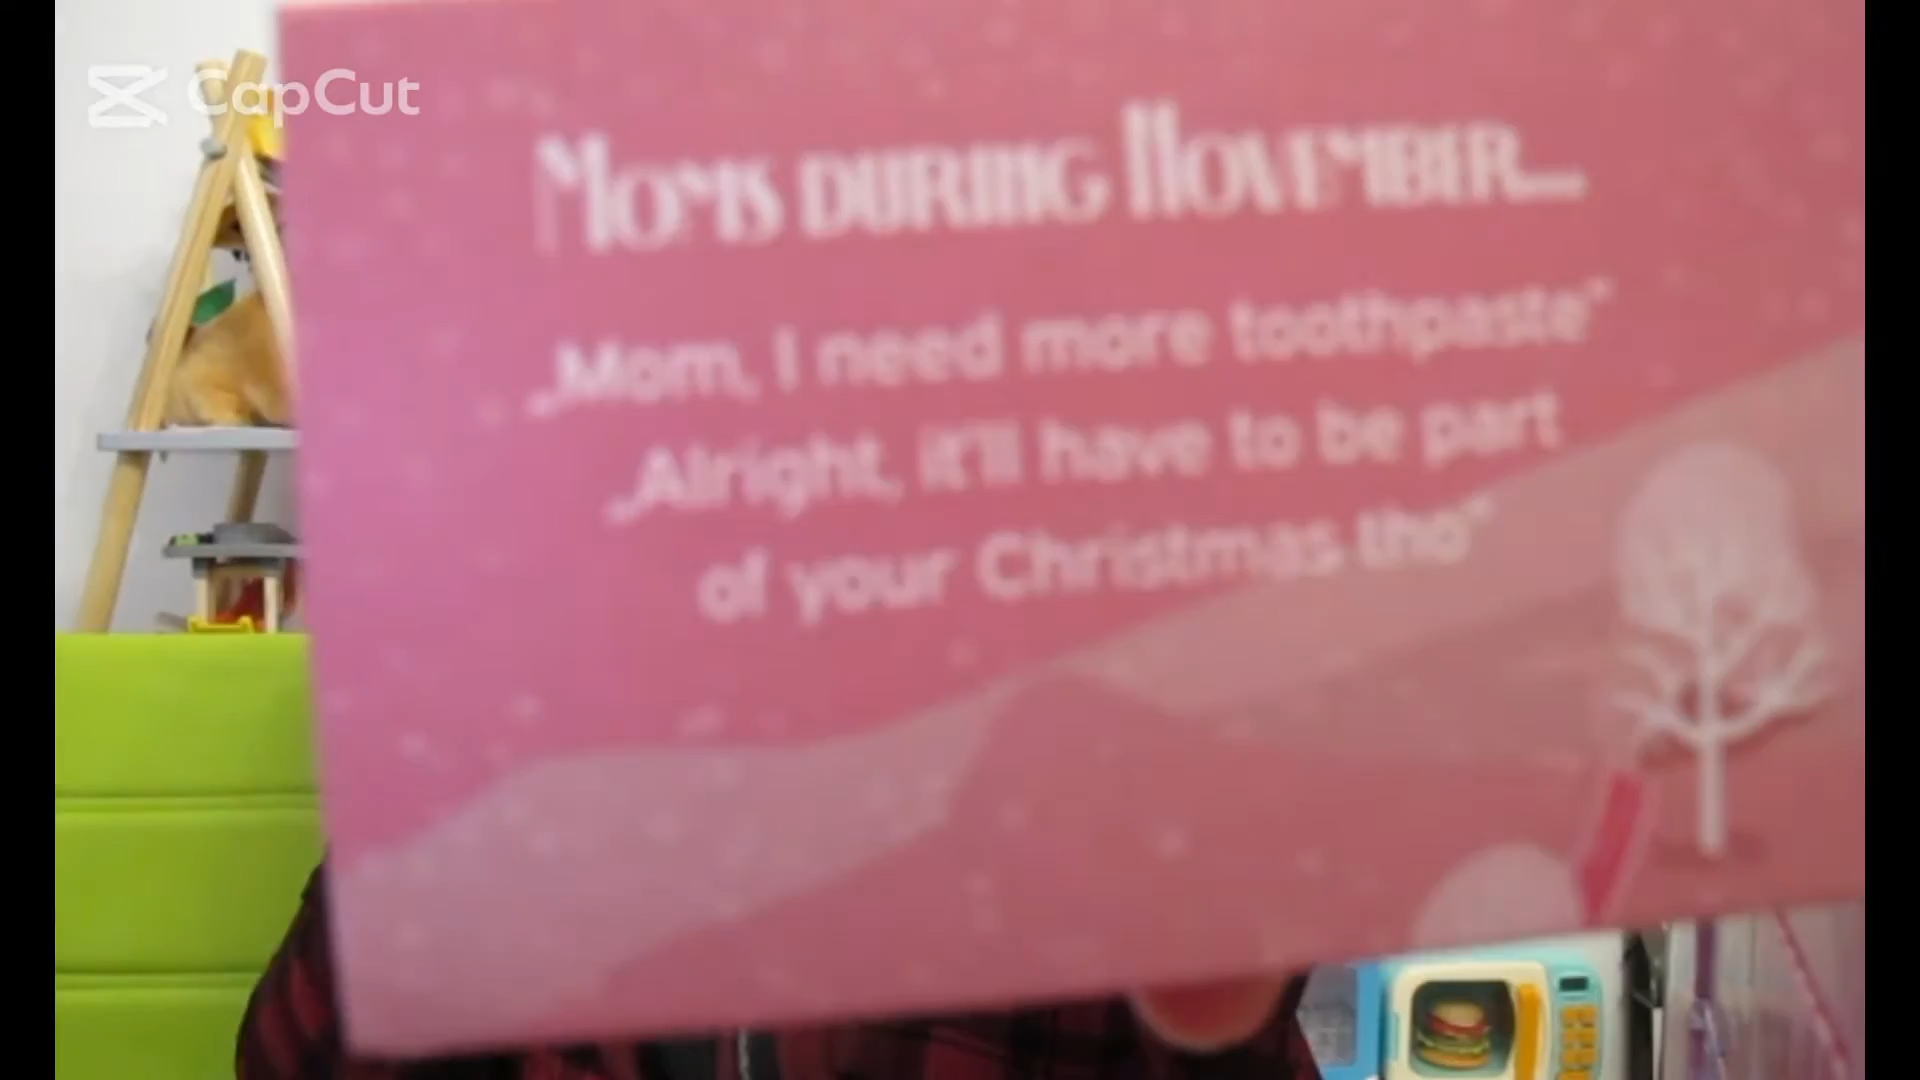 CapCut
MOMS DURING NOVEMBER...
„Mom, I need more toothpaste”
„Alright, it'll have to be part
of your Christmas tho”